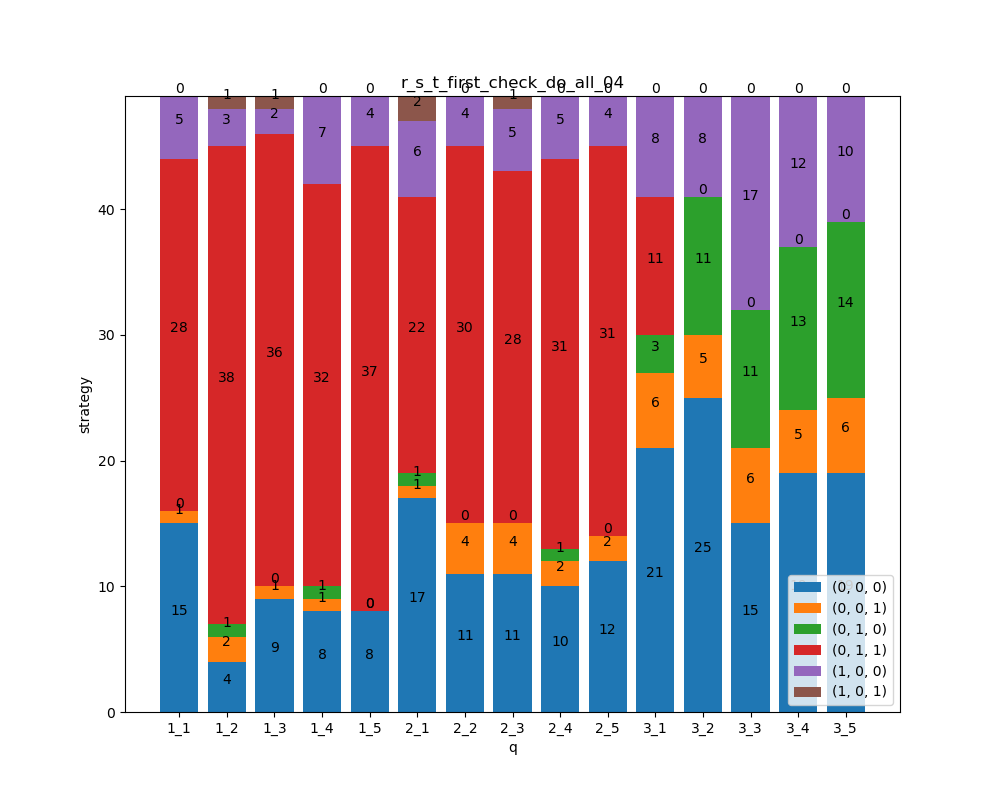 r_s_t_first_check_do_all_04
0 1 1 0 0 2 0 1 0 0 0 0 0 0 0
5 3 2 7 4 6 4 5 5 4 8 8 17 12 10
28 38 36 32 37 22 30 28 31 31 11 0 0 0 0
0 1 0 1 0 1 0 0 1 0 3 11 11 13 14
1 2 1 1 0 1 4 4 2 2 6 5 6 5 6
15 4 9 8 8 17 11 11 10 12 21 25 15
40
30
20
10
0
strategy
1_1 1_2 1_3 1_4 1_5 2_1 2_2 2_3 2_4 2_5 3_1 3_2 3_3 3_4 3_5
q
(0, 0, 0)
(0, 0, 1)
(0, 1, 0)
(0, 1, 1)
(1, 0, 0)
(1, 0, 1)